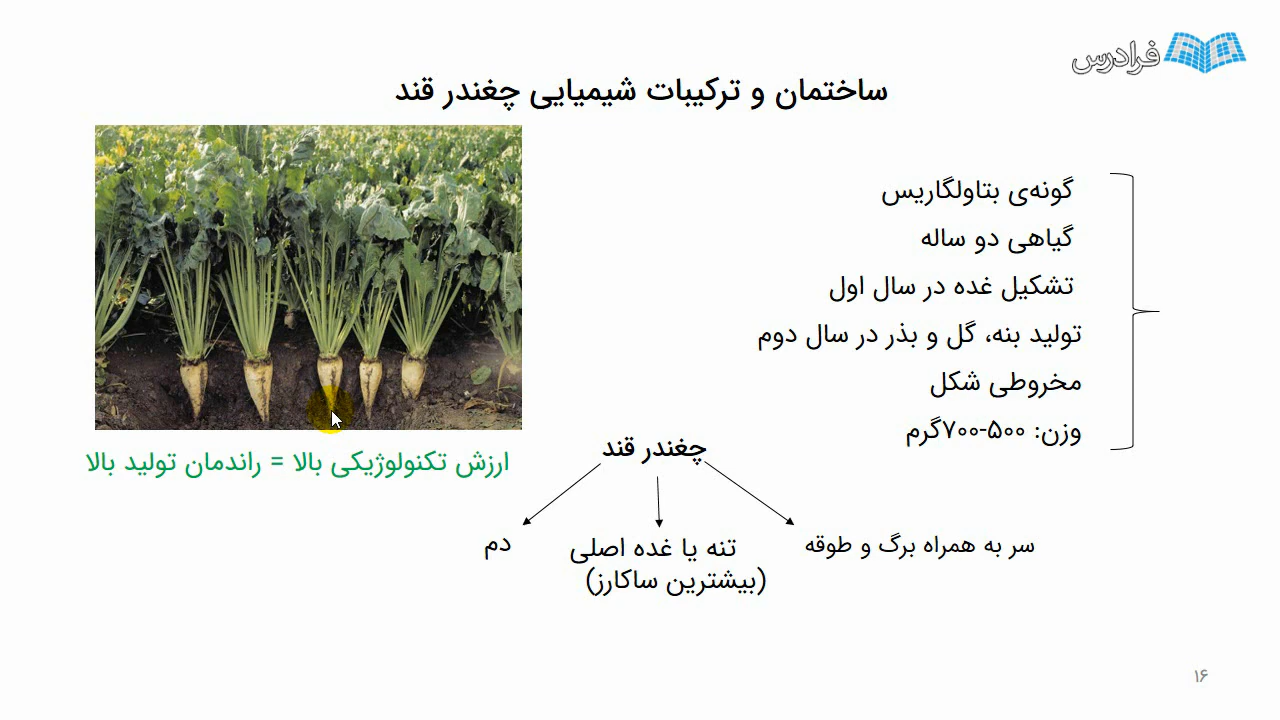 فرادرس
ساختمان و ترکیبات شیمیایی چغندر قند
گونه‌ی بتاولگاریس
گیاهی دو ساله
تشکیل غده در سال اول
تولید بنه، گل و بذر در سال دوم
مخروطی شکل
وزن: ۵۰۰-۷۰۰گرم
ارزش تکنولوژیکی بالا = راندمان تولید بالا
چغندر قند
سر به همراه برگ و طوقه
تنه یا غده اصلی
(بیشترین ساکارز)
دم
۱۶